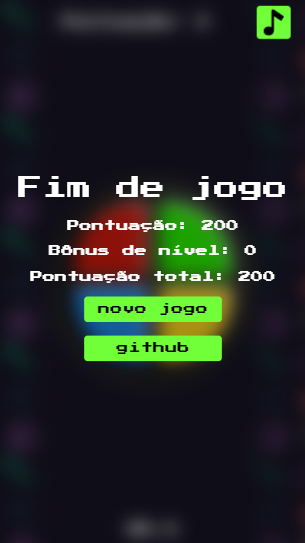 Fim de jogo
Pontuação: 200
Bônus de nível: 0
Pontuação total: 200
novo jogo
github